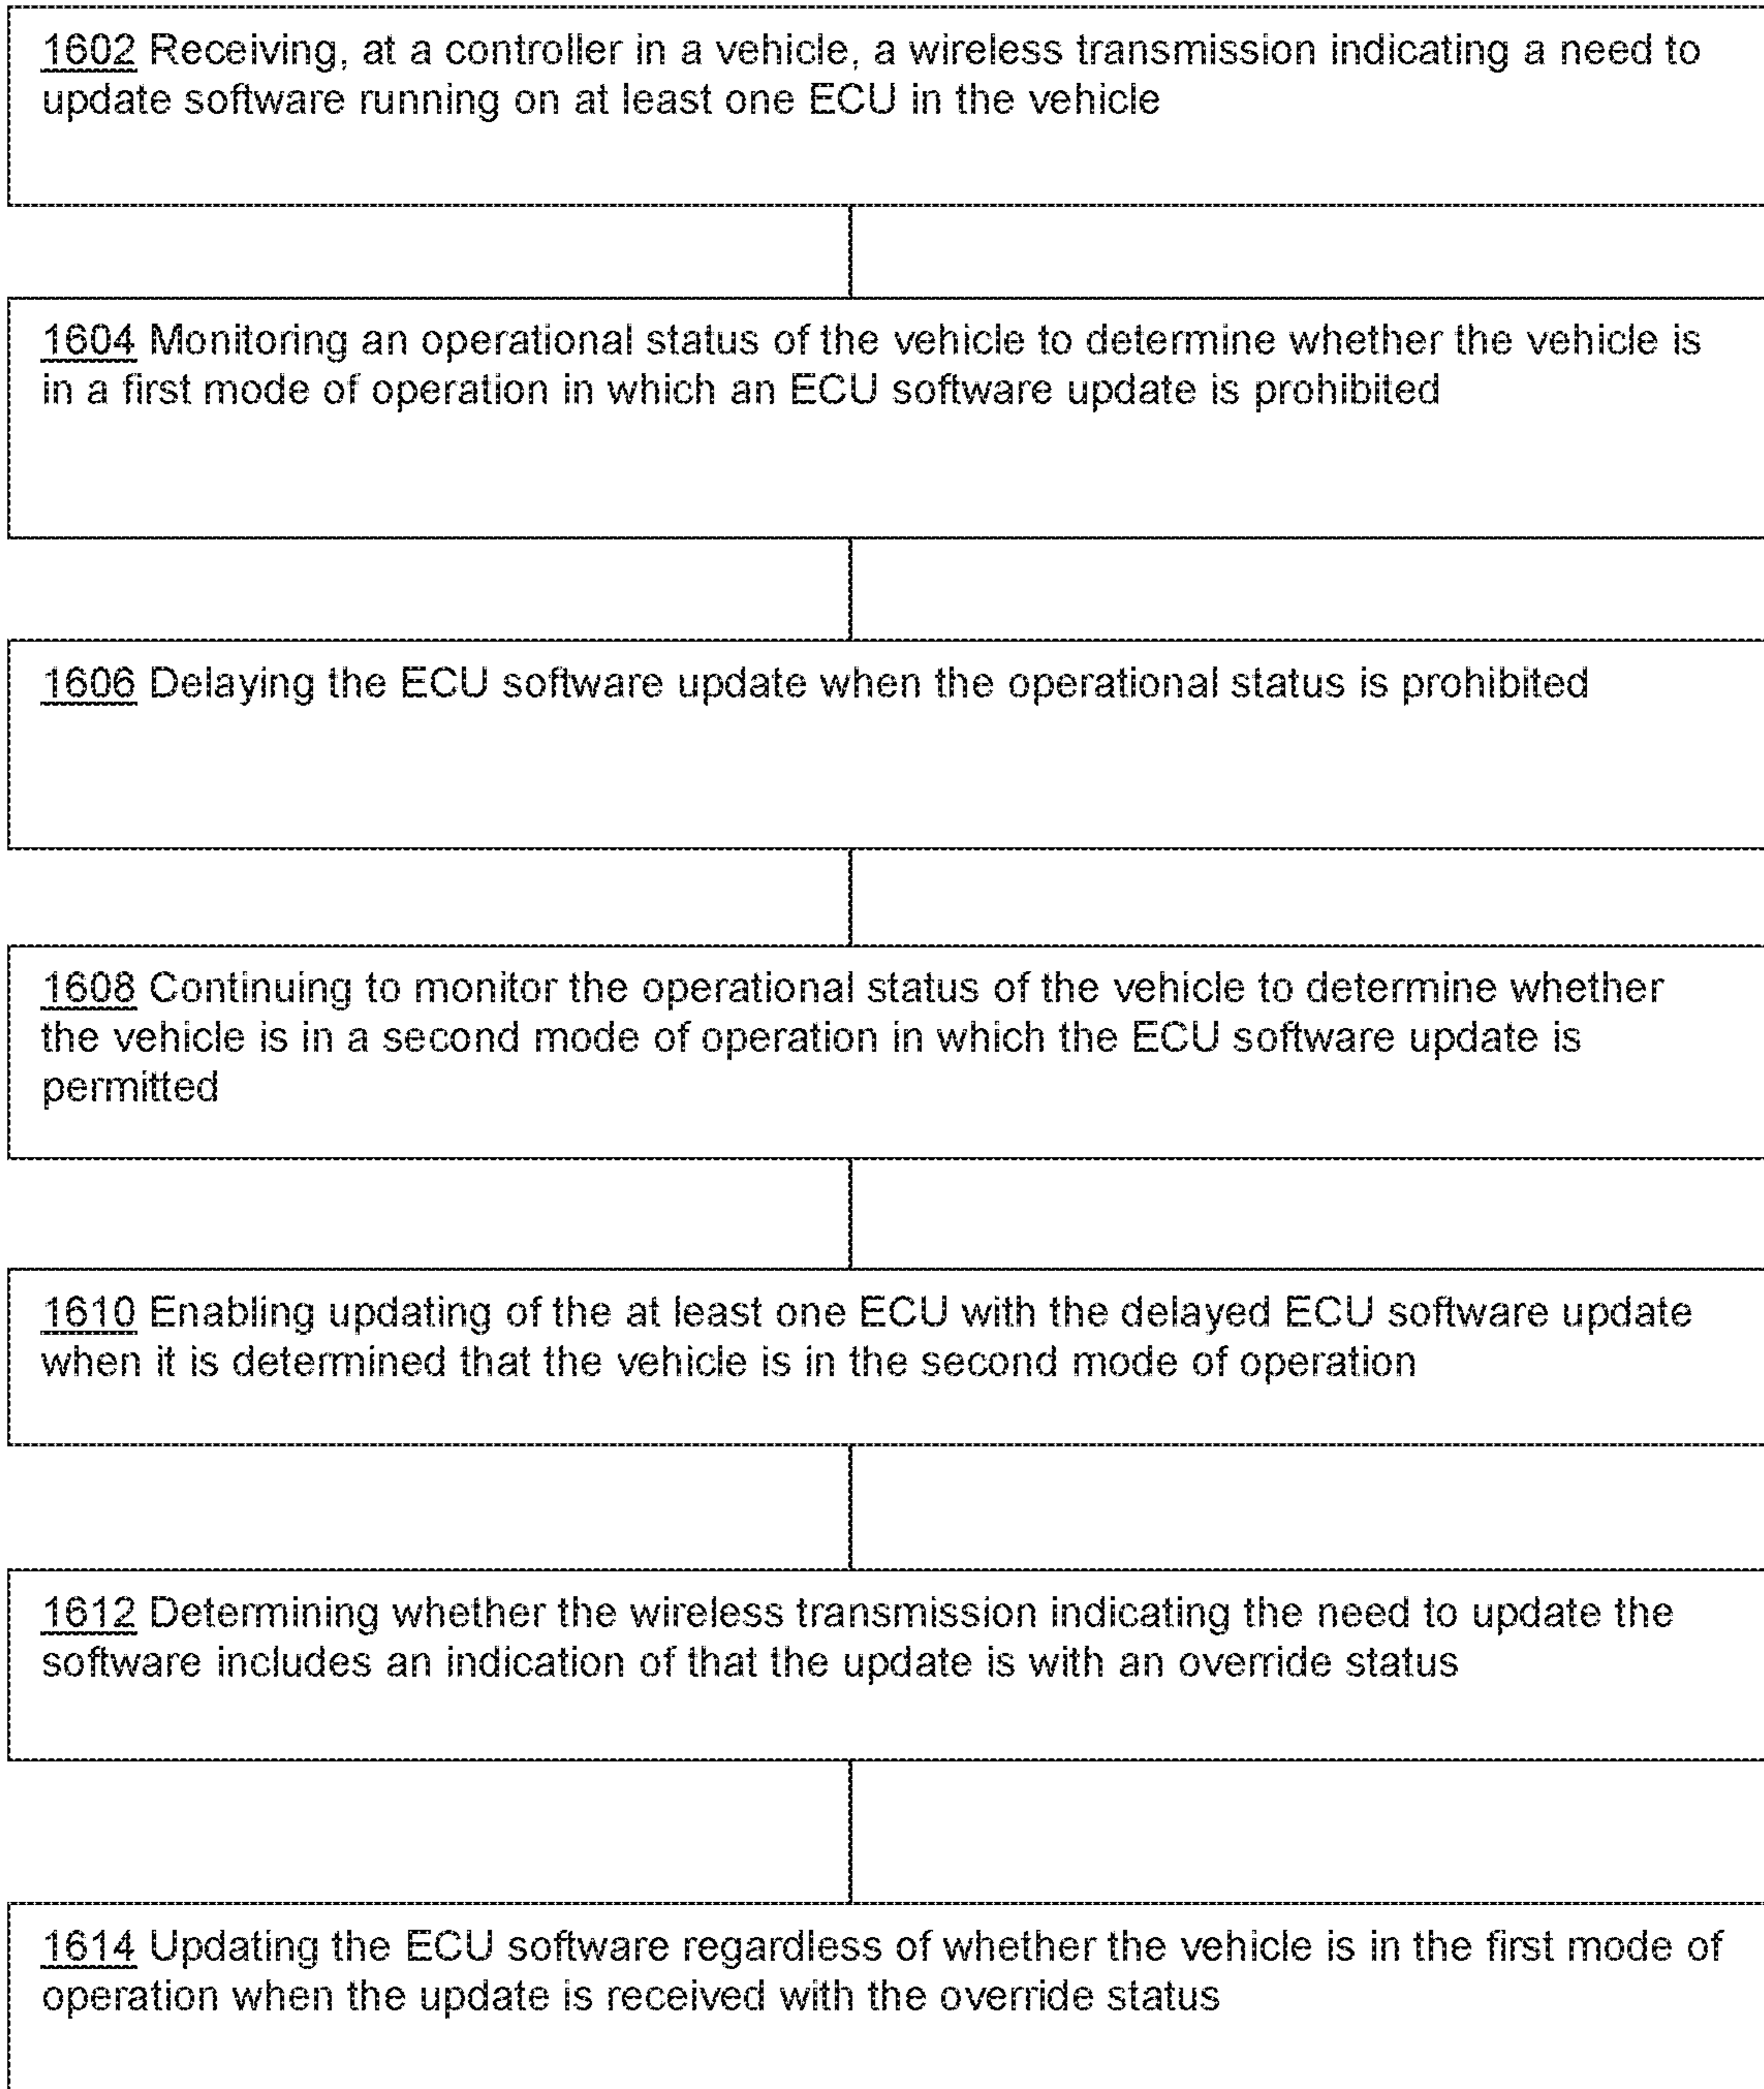 1602 Receiving, at a controller in a vehicle, a wireless transmission indicating a need to
update software running on at least one ECU in the vehicle
1604 Monitoring an operational status of the vehicle to determine whether the vehicle is
in a first mode of operation in which an ECU software update is prohibited
1606 Delaying the ECU software update when the operational status is prohibited
1608 Continuing to monitor the operational status of the vehicle to determine whether
the vehicle is in a second mode of operation in which the ECU software update is
permitted
1610 Enabling updating of the at least one ECU with the delayed ECU software update
when it is determined that the vehicle is in the second mode of operation
1612 Determining whether the wireless transmission indicating the need to update the
software includes an indication of that the update is with an override status
1614 Updating the ECU software regardless of whether the vehicle is in the first mode of
operation when the update is received with the override status